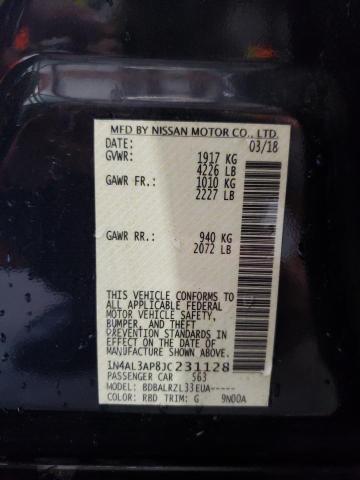 MFD BY NISSAN MOTOR CO., LTD.
DATE: 03/18
GVWR: 1917 KG
4226 LB
GAWR FR.: 1010 KG
2227 LB
GAWR RR.: 940 KG
2072 LB
THIS VEHICLE CONFORMS TO
ALL APPLICABLE FEDERAL
MOTOR VEHICLE SAFETY,
BUMPER, AND THEFT
PREVENTION STANDARDS IN
EFFECT ON THE DATE OF
MANUFACTURE SHOWN ABOVE.
1N4AL3AP8JC231128
PASSENGER CAR 563
MODEL: BDBALRZL33EUA-----
COLOR: RBD TRIM: G 9N00A